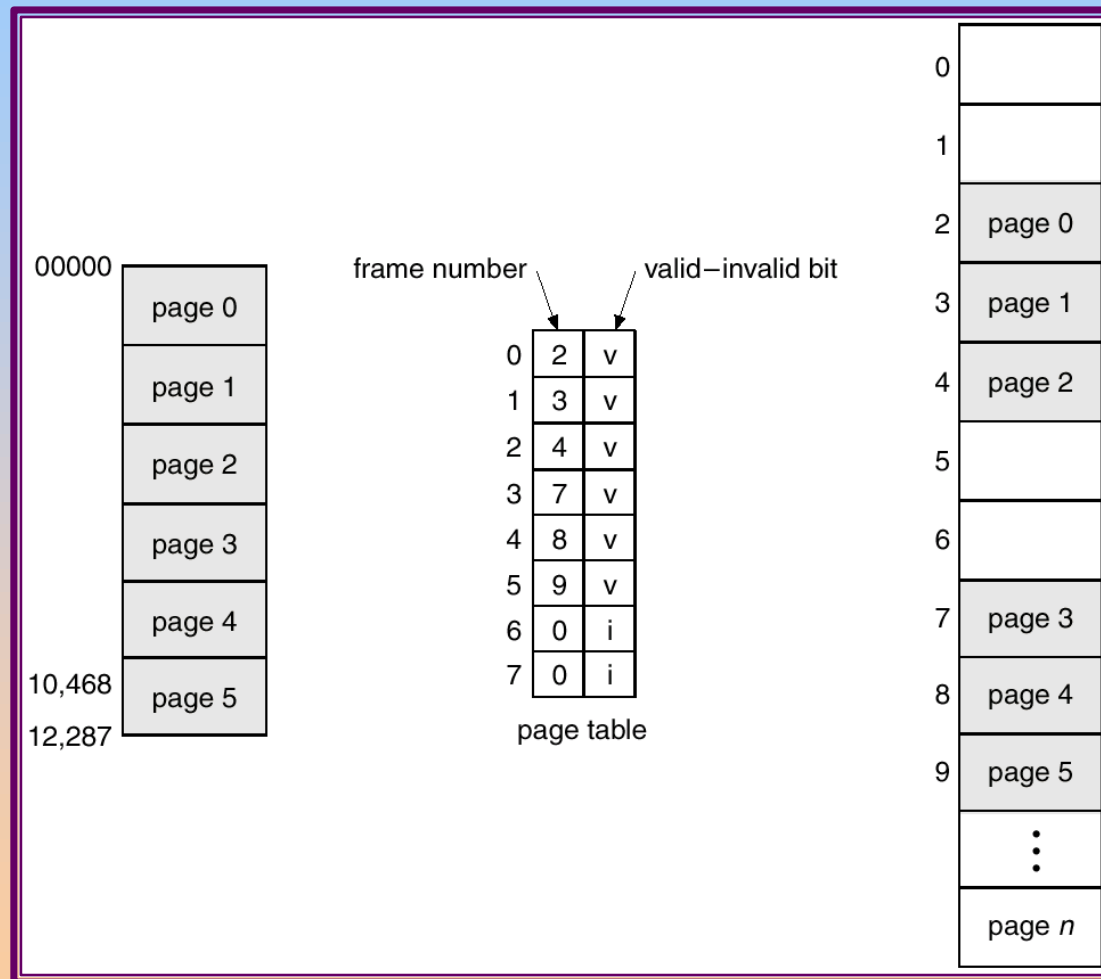 00000
page 0
page 1
page 2
page 3
page 4
10,468
page 5
12,287
frame number
valid–invalid bit
0 2 v
1 3 v
2 4 v
3 7 v
4 8 v
5 9 v
6 0 i
7 0 i
page table
0
1
2 page 0
3 page 1
4 page 2
5
6
7 page 3
8 page 4
9 page 5
page n